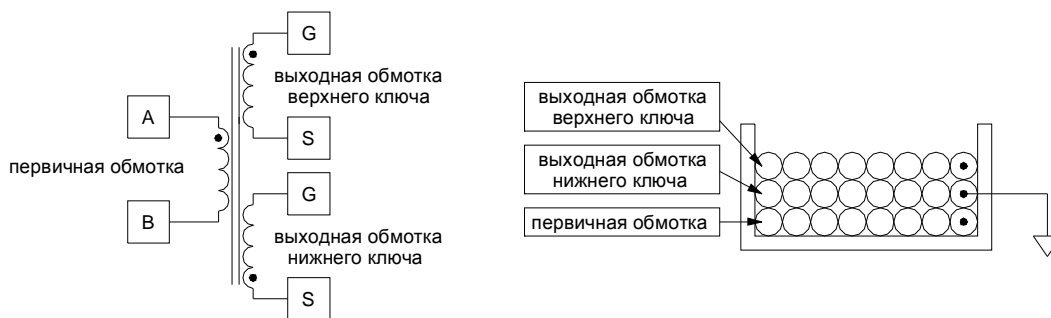 G
выходная обмотка
верхнего ключа
A
S
первичная обмотка
G
B
выходная обмотка
нижнего ключа
S
выходная обмотка
верхнего ключа
выходная обмотка
нижнего ключа
первичная обмотка